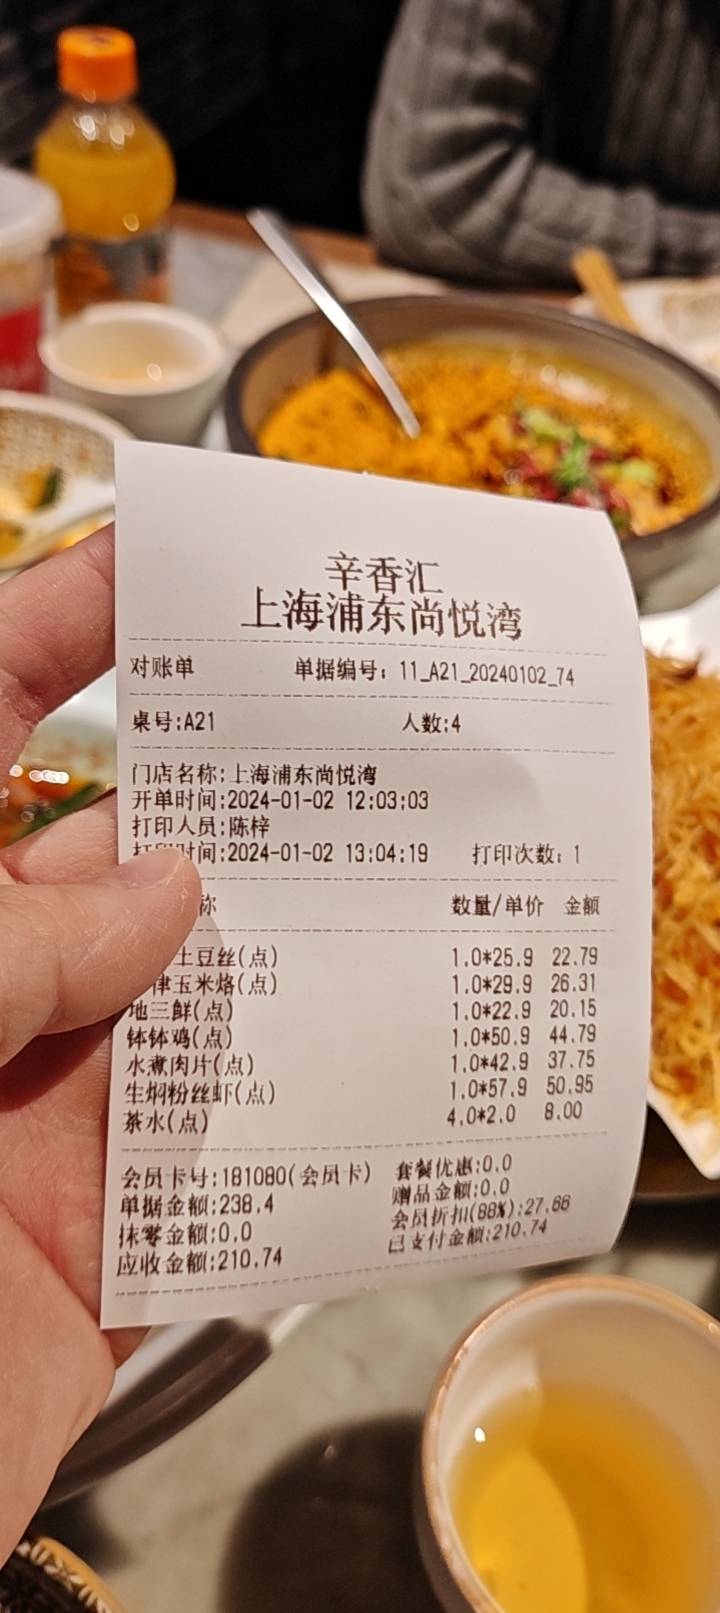 辛香汇
上海浦东尚悦湾
对账单 单据编号: 11_A21_20240102_74
桌号:A21 人数:4
门店名称:上海浦东尚悦湾
开单时间:2024-01-02 12:03:03
打印人员:陈梓
打印时间:2024-01-02 13:04:19 打印次数: 1
称 数量/单价 金额
土豆丝(点) 1.0*25.9 22.79
津玉米烙(点) 1.0*29.9 26.31
地三鲜(点) 1.0*22.9 20.15
钵钵鸡(点) 1.0*50.9 44.79
水煮肉片(点) 1.0*42.9 37.75
生焖粉丝虾(点) 1.0*57.9 50.95
茶水(点) 4.0*2.0 8.00
会员卡号:181080(会员卡) 套餐优惠:0.0
单据金额:238.4 赠品金额:0.0
抹零金额:0.0 会员折扣(88%):27.66
应收金额:210.74 已支付金额:210.74